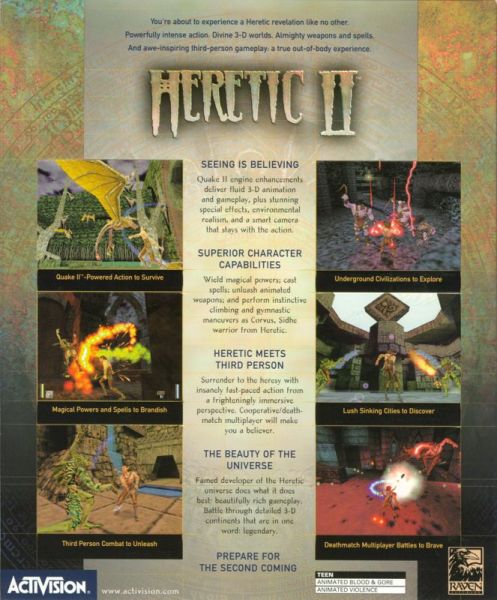 You're about to experience a Heretic revelation like no other.
Powerfully intense action. Divine 3-D worlds. Almighty weapons and spells.
And awe-inspiring third-person gameplay: a true out-of-body experience.
HERETIC II
SEEING IS BELIEVING
Quake II engine enhancements
deliver fluid 3-D animation
and gameplay, plus stunning
special effects, environmental
realism, and a smart camera
that stays with the action.
Quake II™-Powered Action to Survive
Underground Civilizations to Explore
SUPERIOR CHARACTER
CAPABILITIES
Wield magical powers; cast
spells; unleash animated
weapons; and perform instinctive
climbing and gymnastic
maneuvers as Corvus, Sidhe
warrior from Heretic.
Magical Powers and Spells to Brandish
Lush Sinking Cities to Discover
HERETIC MEETS
THIRD PERSON
Surrender to the heresy with
insanely fast-paced action from
a frighteningly immersive
perspective. Cooperative/death-
match multiplayer will make
you a believer.
THE BEAUTY OF THE
UNIVERSE
Famed developer of the Heretic
universe does what it does
best: beautifully rich gameplay.
Battle through detailed 3-D
continents that are in one
word: legendary.
Third Person Combat to Unleash
Deathmatch Multiplayer Battles to Brave
PREPARE FOR
THE SECOND COMING
ACTIVISION®
www.activision.com
TEEN
ANIMATED BLOOD & GORE
ANIMATED VIOLENCE
RAVEN